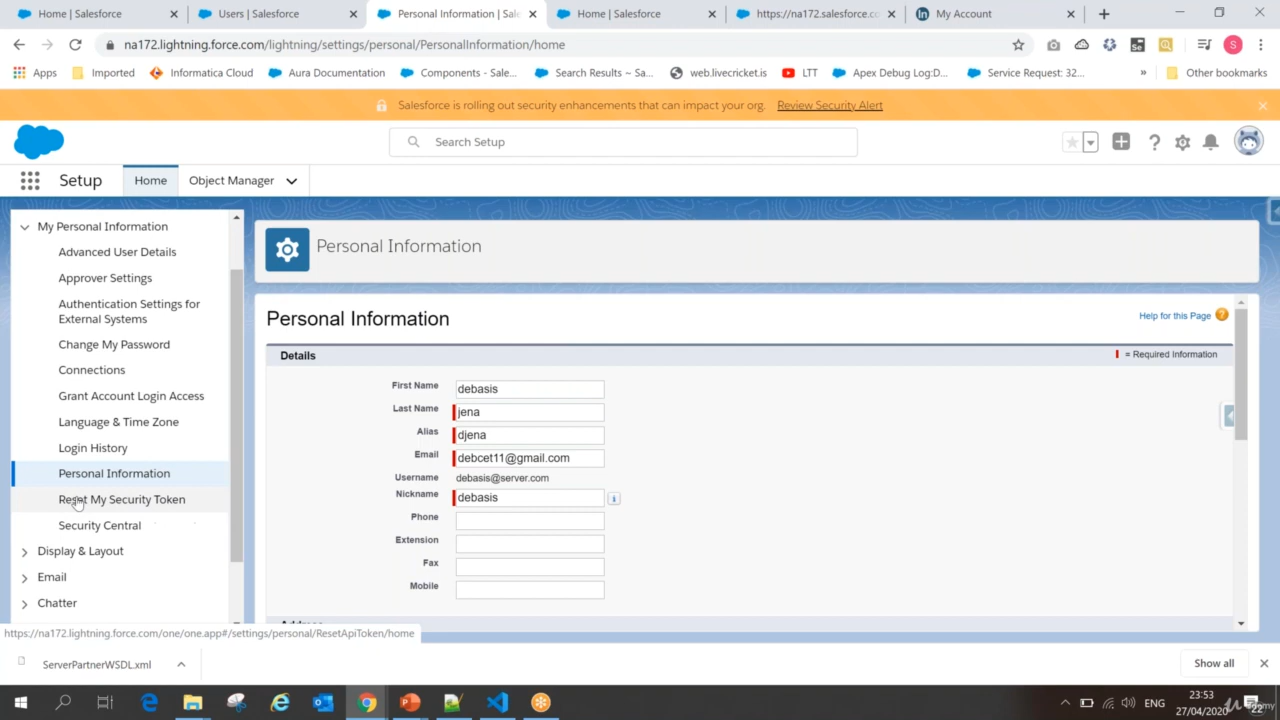 Home | Salesforce
Users | Salesforce
Personal Information | Sale
Home | Salesforce
https://na172.salesforce.co
My Account
na172.lightning.force.com/lightning/settings/personal/PersonalInformation/home
S
Apps
Imported
Informatica Cloud
Aura Documentation
Components - Sale...
Search Results ~ Sa...
web.livecricket.is
LTT
Apex Debug Log:D...
Service Request: 32...
»
Other bookmarks
Salesforce is rolling out security enhancements that can impact your org. Review Security Alert
Search Setup
Setup
Home
Object Manager
My Personal Information
Advanced User Details
Approver Settings
Authentication Settings for
External Systems
Change My Password
Connections
Grant Account Login Access
Language & Time Zone
Login History
Personal Information
Reset My Security Token
Security Central
Display & Layout
Email
Chatter
Personal Information
Personal Information
Help for this Page
Details
= Required Information
First Name debasis
Last Name jena
Alias djena
Email debcet11@gmail.com
Username debasis@server.com
Nickname debasis
Phone
Extension
Fax
Mobile
https://na172.lightning.force.com/one/one.app#/settings/personal/ResetApiToken/home
ServerPartnerWSDL.xml
Show all
ENG
23:53
27/04/2020
22